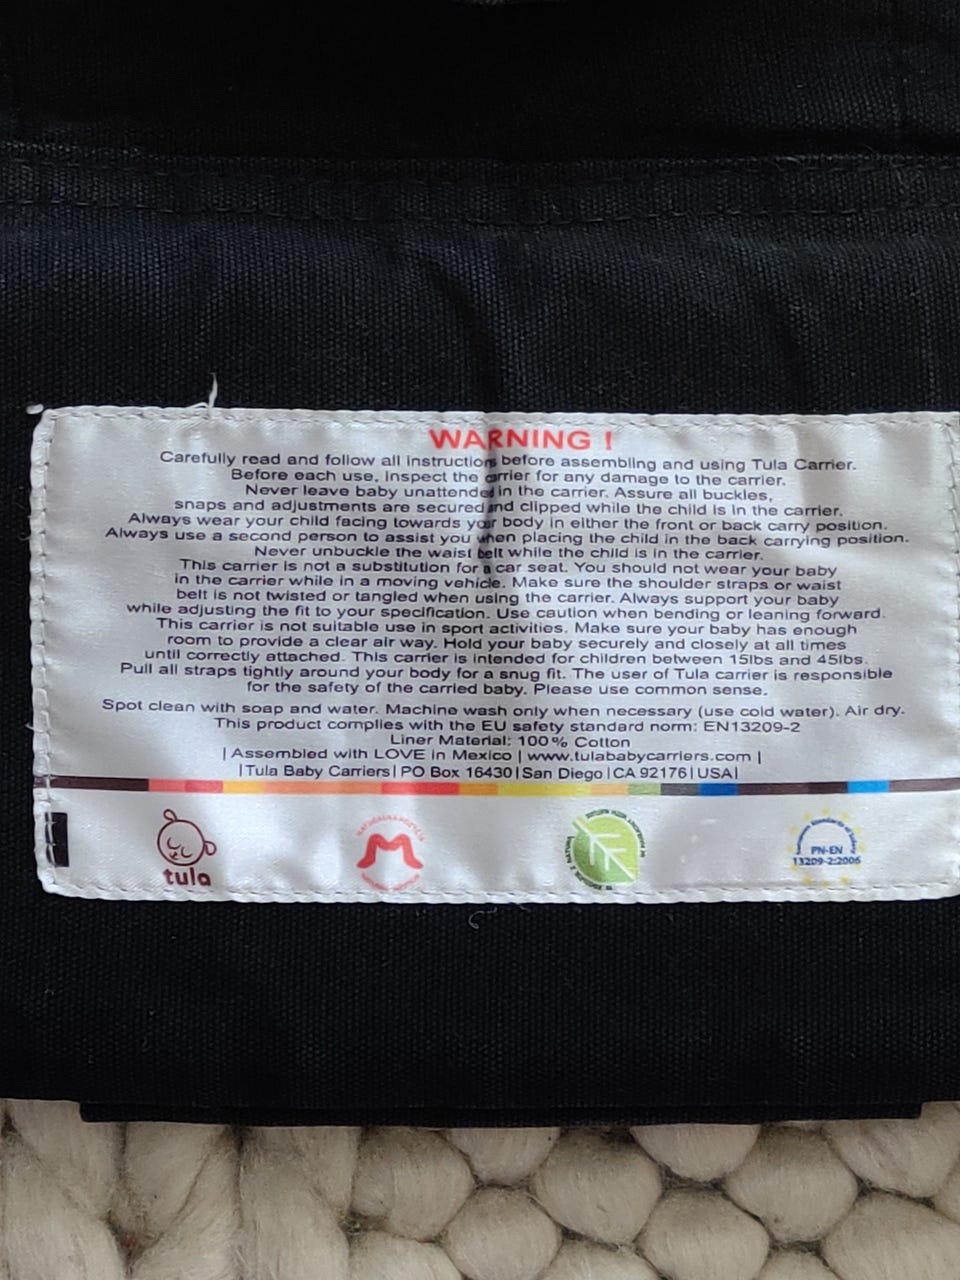 WARNING !
Carefully read and follow all instructions before assembling and using Tula Carrier.
Before each use, inspect the carrier for any damage to the carrier.
Never leave baby unattended in the carrier. Assure all buckles,
snaps and adjustments are secured and clipped while the child is in the carrier.
Always wear your child facing towards your body in either the front or back carry position.
Always use a second person to assist you when placing the child in the back carrying position.
Never unbuckle the waist belt while the child is in the carrier.
This carrier is not a substitution for a car seat. You should not wear your baby
in the carrier while in a moving vehicle. Make sure the shoulder straps or waist
belt is not twisted or tangled when using the carrier. Always support your baby
while adjusting the fit to your specification. Use caution when bending or leaning forward.
This carrier is not suitable use in sport activities. Make sure your baby has enough
room to provide a clear air way. Hold your baby securely and closely at all times
until correctly attached. This carrier is intended for children between 15lbs and 45lbs.
Pull all straps tightly around your body for a snug fit. The user of Tula carrier is responsible
for the safety of the carried baby. Please use common sense.
Spot clean with soap and water. Machine wash only when necessary (use cold water). Air dry.
This product complies with the EU safety standard norm: EN13209-2
Liner Material: 100% Cotton
| Assembled with LOVE in Mexico | www.tulababycarriers.com |
|Tula Baby Carriers| PO Box 16430|San Diego|CA 92176|USA|
tula
PN-EN
13209-2:2006